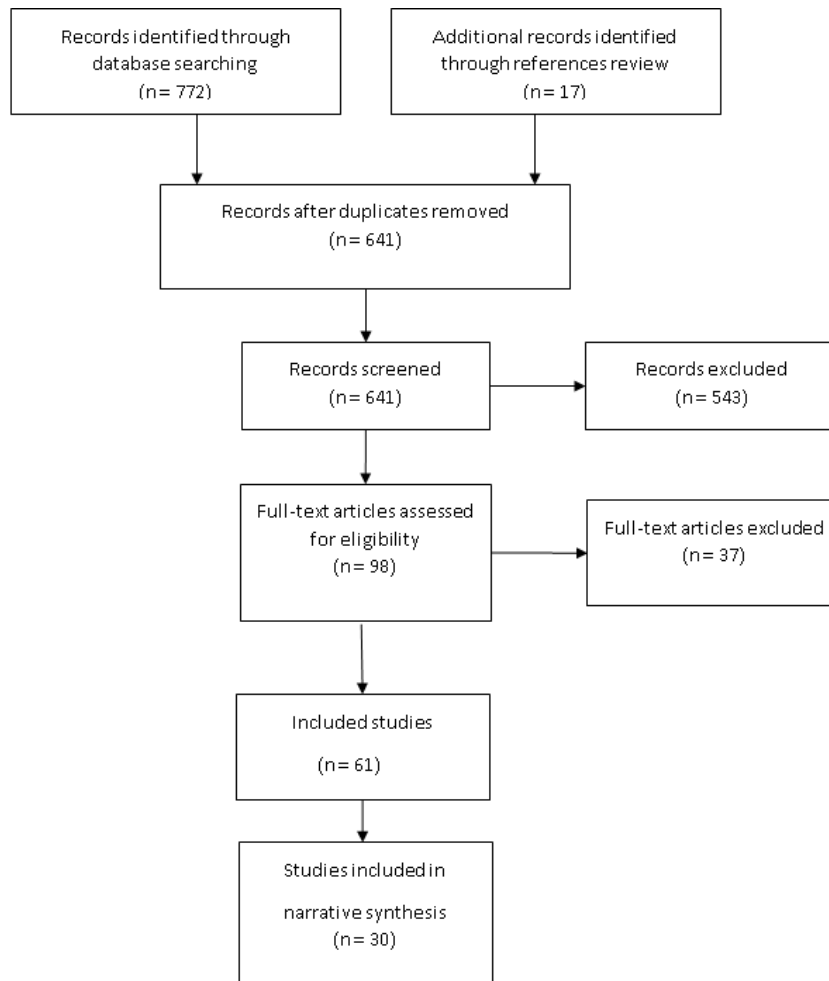 Records identified through
database searching
(n= 772)
Additional records identified
through references review
(n= 17)
Records after duplicates removed
(n= 641)
Records screened
(n= 641)
Records excluded
(n= 543)
Full-text articles assessed
for eligibility
(n= 98)
Full-text articles excluded
(n= 37)
Included studies
(n= 61)
Studies included in
narrative synthesis
(n= 30)